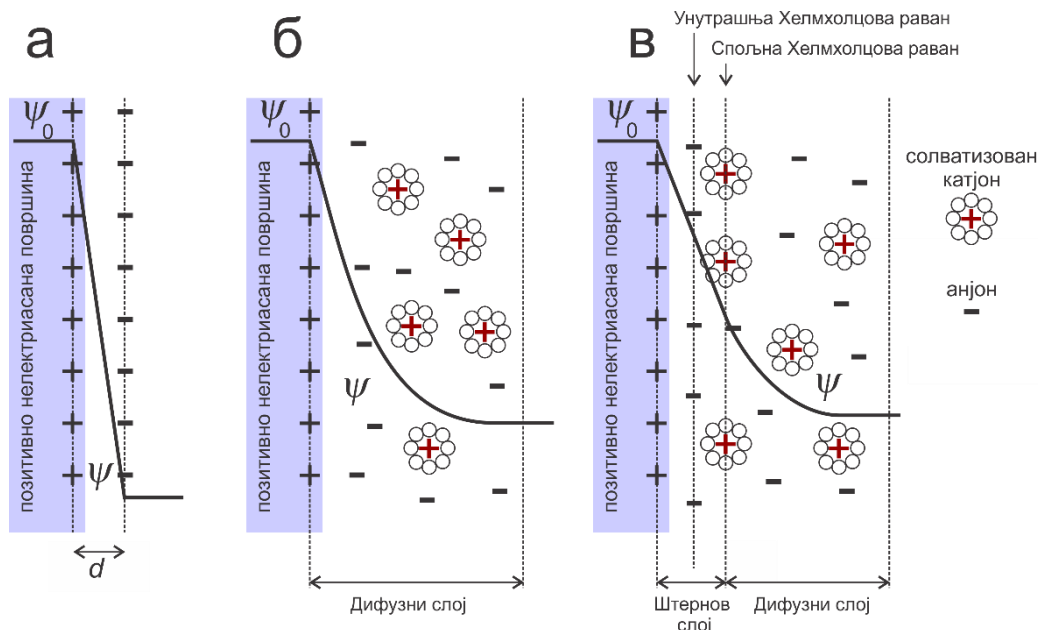 а
б
в
Унутрашња Хелмхолцова раван
Спољна Хелмхолцова раван
ψ0
ψ0
ψ0
позитивно нелектриасана површина
позитивно нелектриасана површина
позитивно нелектриасана површина
ψ
ψ
ψ
солватизован
катјон
анјон
d
Дифузни слој
Штернов
слој
Дифузни слој